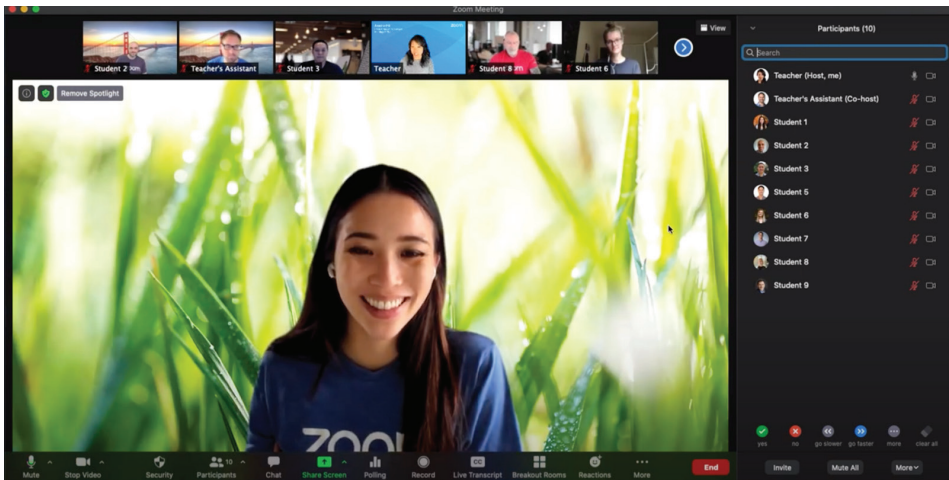 Zoom Meeting
Student 2
Teacher's Assistant
Student 3
Teacher
Student 8
Student 6
View
Remove Spotlight
Participants (10)
Search
Teacher (Host, me)
Teacher's Assistant (Co-host)
Student 1
Student 2
Student 3
Student 5
Student 6
Student 7
Student 8
Student 9
yes no go slower go faster more clear all
Mute Stop Video Security Participants 10 Chat Share Screen Polling Record CC Live Transcript Breakout Rooms Reactions More End
Invite Mute All More